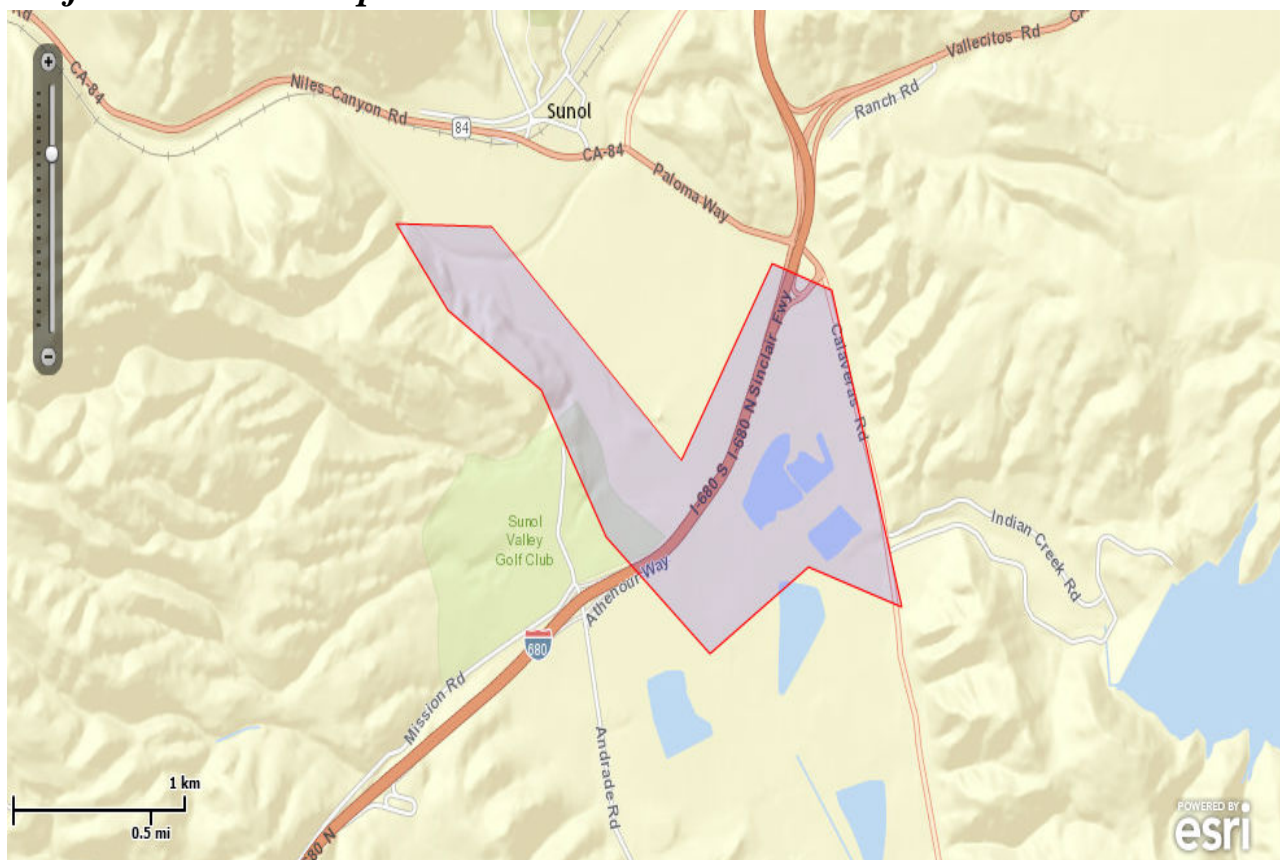 CA-84
Niles Canyon Rd
84
Sunol
CA-84
Paloma Way
Vallecitos Rd
Ranch Rd
Calaveras Rd
I-680 S I-680 N Sinclair Fwy
Indian Creek Rd
Sunol
Valley
Golf Club
Athenour Way
680
Mission Rd
Andrade Rd
1 km
0.5 mi
POWERED BY
esri